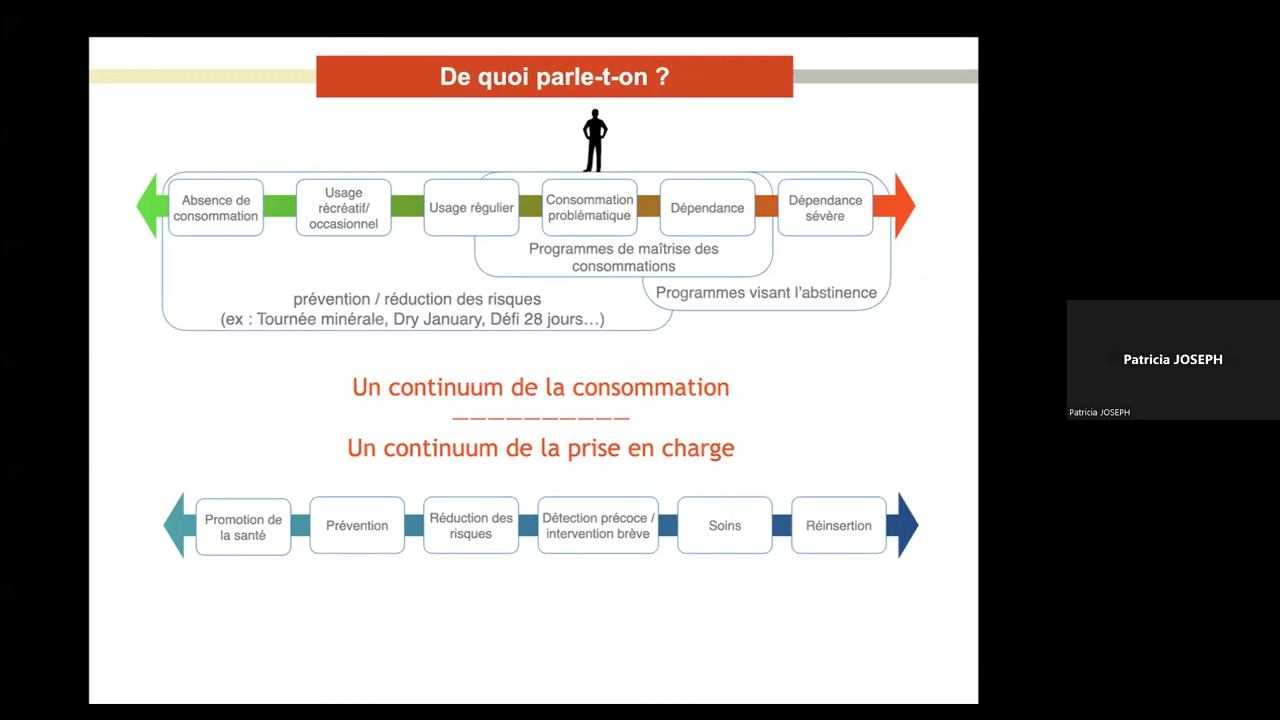 De quoi parle-t-on ?
Absence de
consommation
Usage
récréatif/
occasionnel
Usage régulier
Consommation
problématique
Dépendance
Dépendance
sévère
Programmes de maîtrise des
consommations
Programmes visant l'abstinence
prévention / réduction des risques
(ex : Tournée minérale, Dry January, Défi 28 jours…)
Un continuum de la consommation
——————————
Un continuum de la prise en charge
Promotion de
la santé
Prévention
Réduction des
risques
Détection précoce /
intervention brève
Soins
Réinsertion
Patricia JOSEPH
Patricia JOSEPH